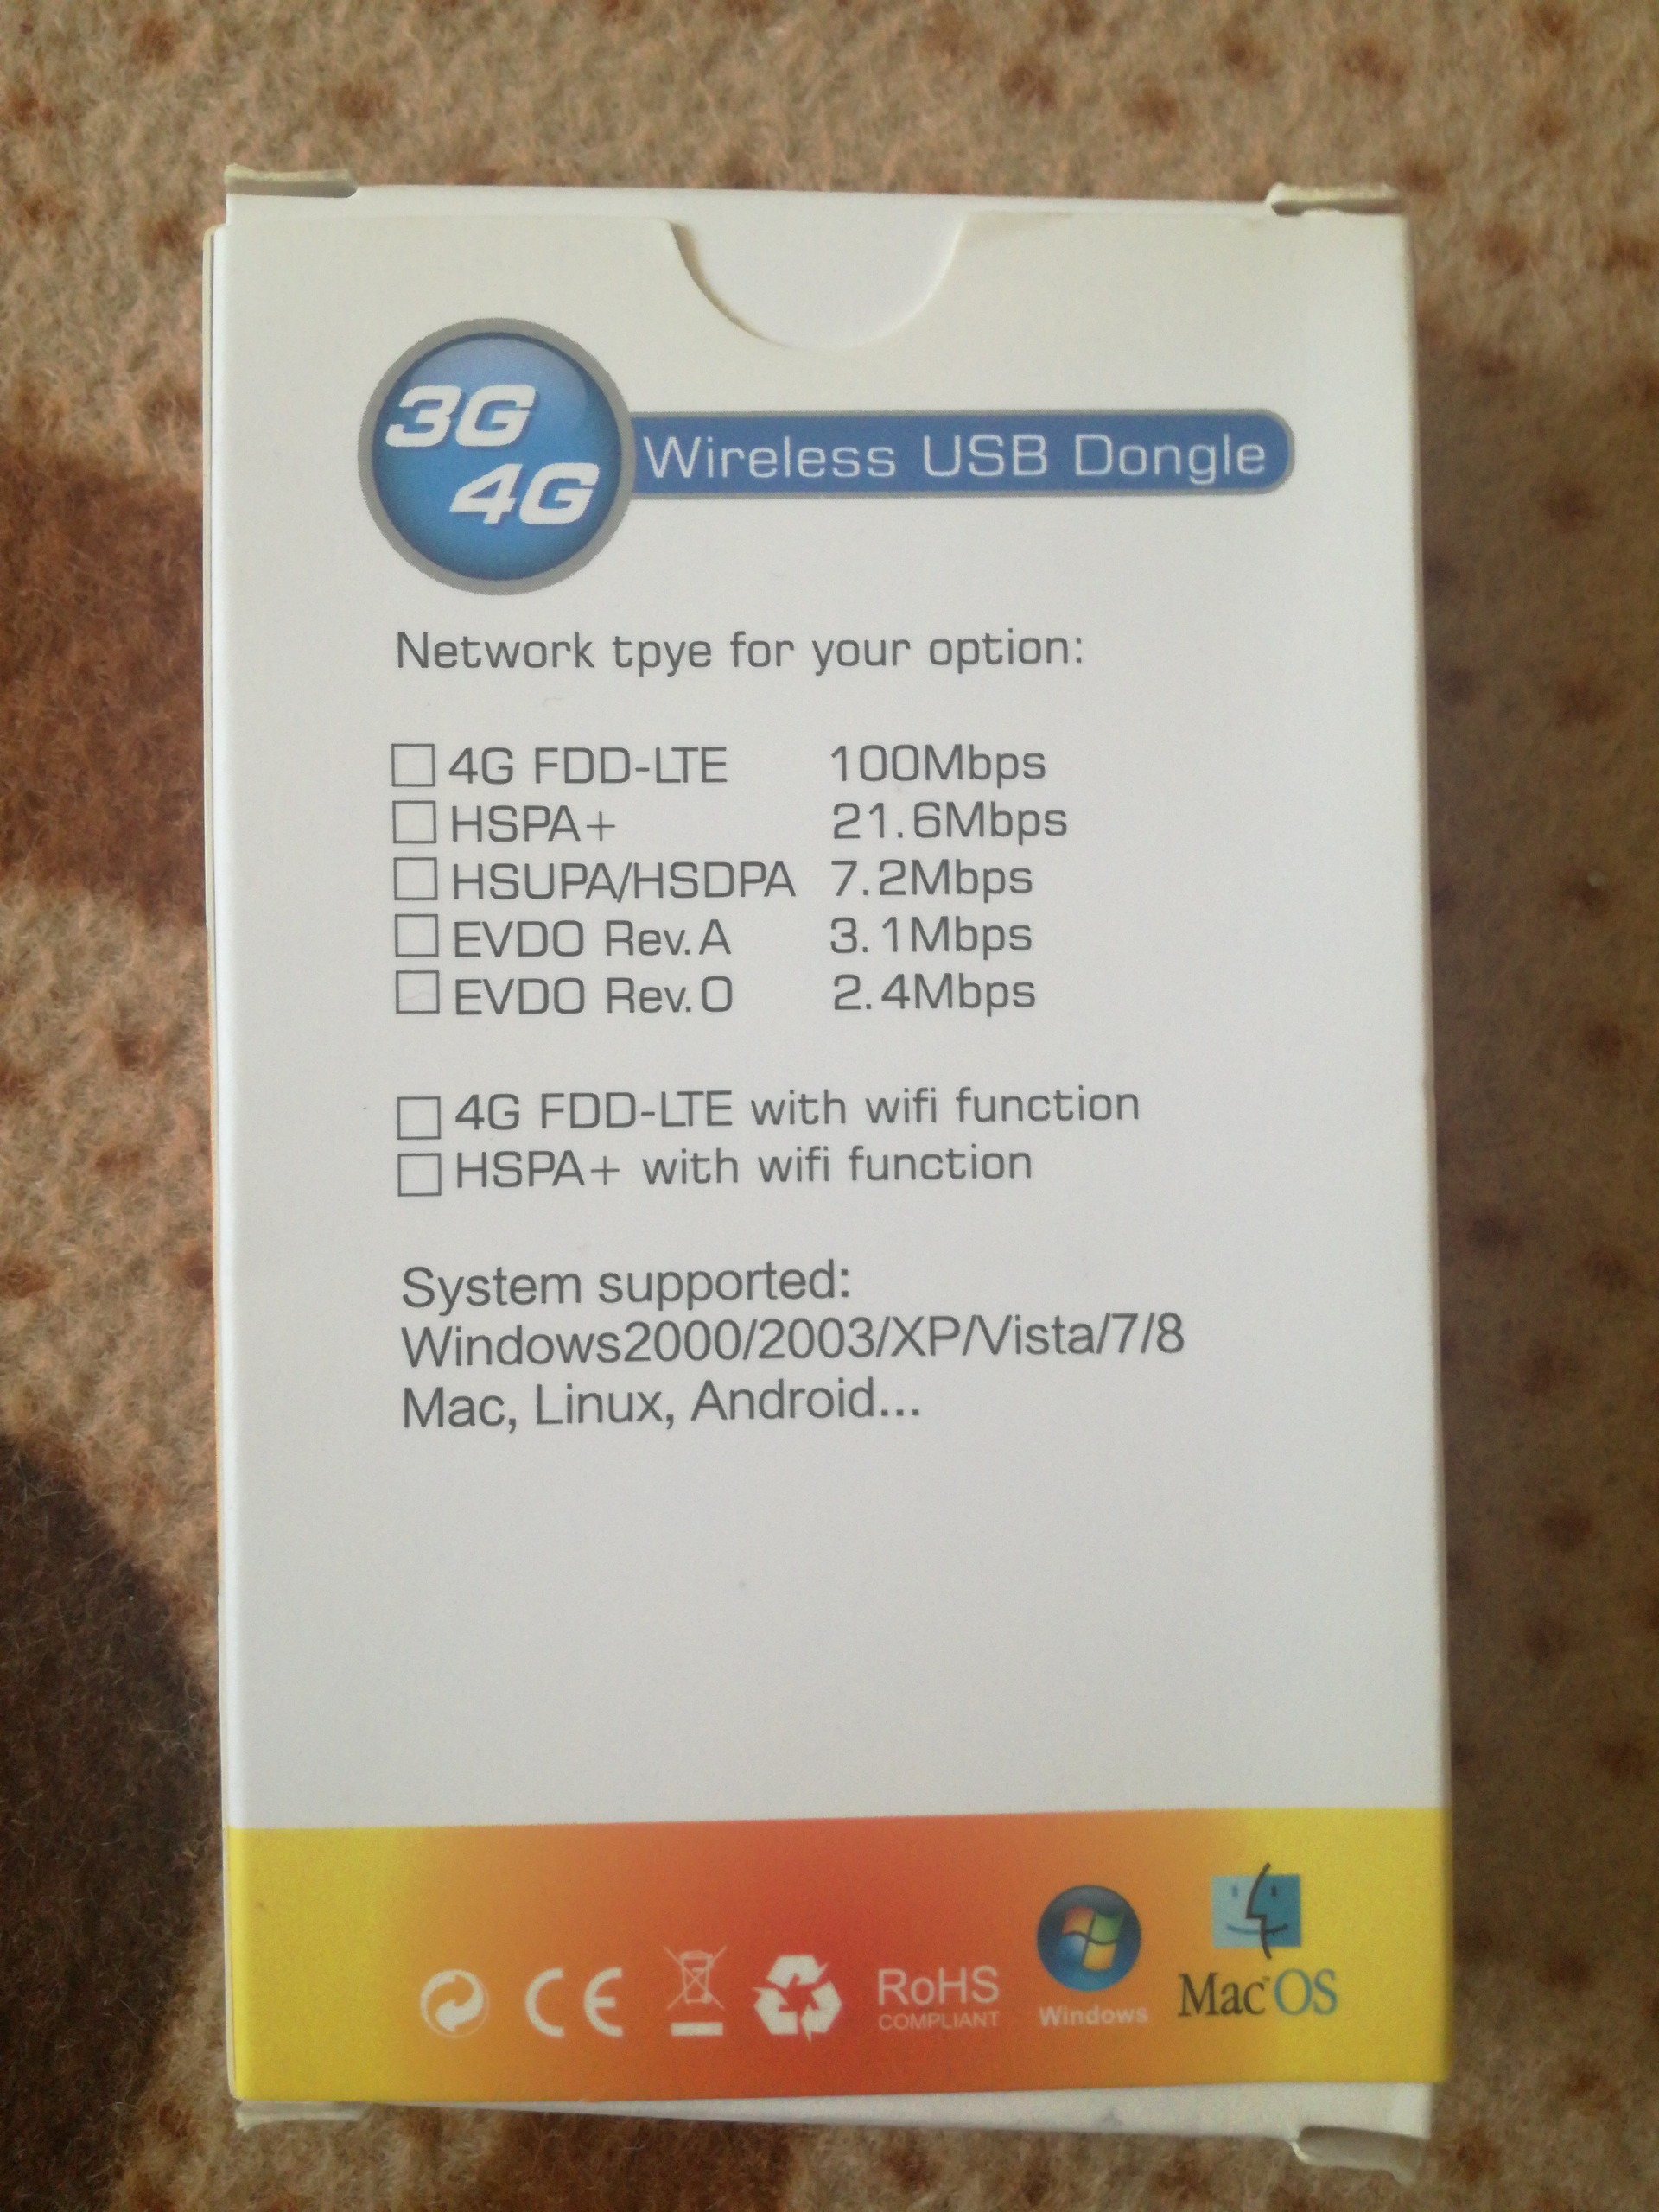 3G
4G
Wireless USB Dongle
Network tpye for your option:
4G FDD-LTE 100Mbps
HSPA+ 21.6Mbps
HSUPA/HSDPA 7.2Mbps
EVDO Rev.A 3.1Mbps
EVDO Rev.0 2.4Mbps
4G FDD-LTE with wifi function
HSPA+ with wifi function
System supported:
Windows2000/2003/XP/Vista/7/8
Mac, Linux, Android...
CE
RoHS
COMPLIANT
Windows
Mac™OS